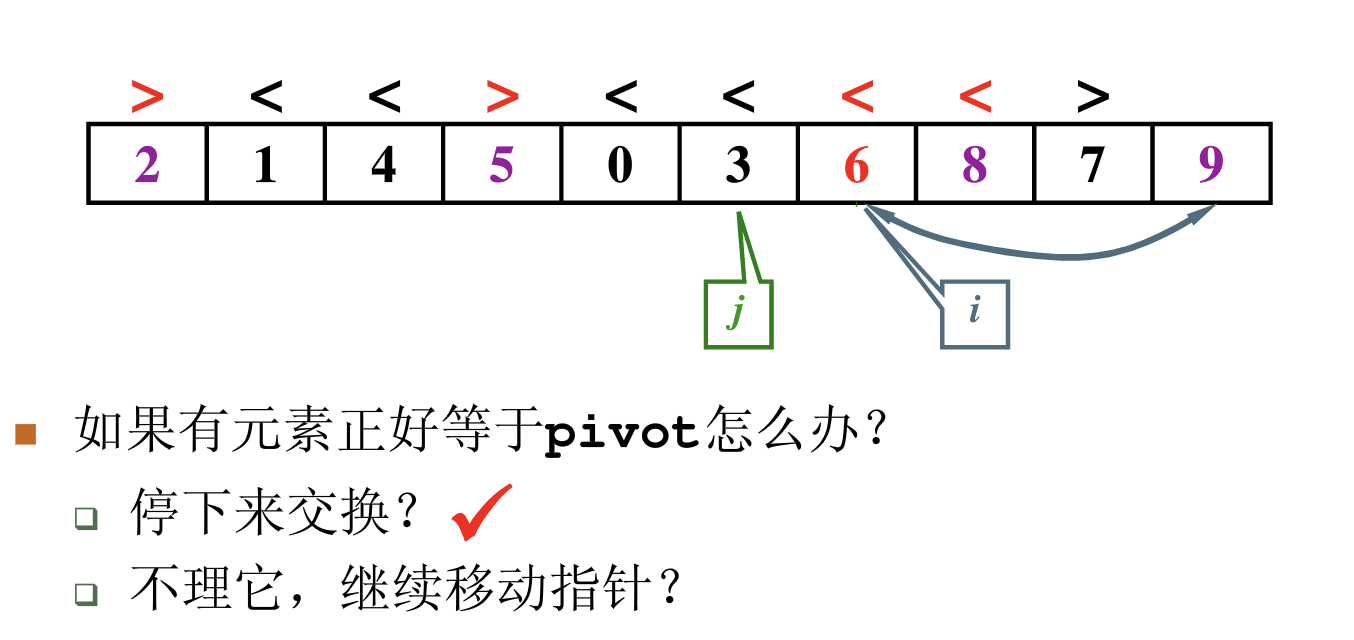 > < < > < < < < >
2 1 4 5 0 3 6 8 7 9
j i
如果有元素正好等于pivot怎么办？
停下来交换？
不理它，继续移动指针？